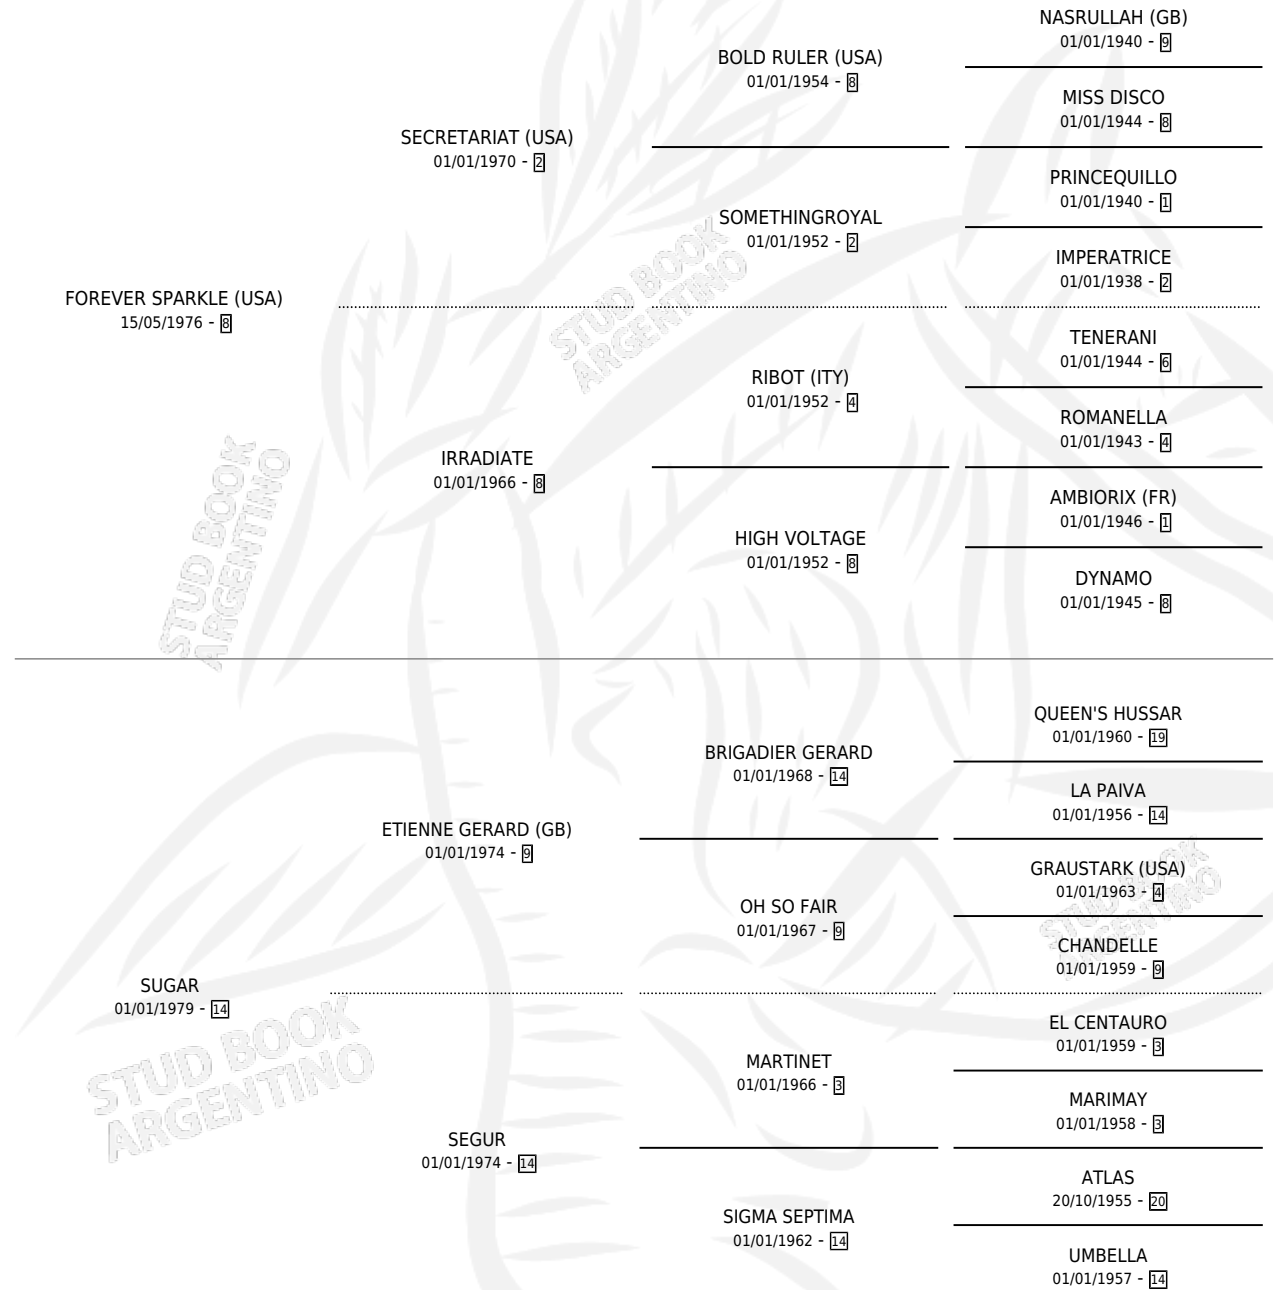 NASRULLAH (GB)
01/01/1940 - 9
BOLD RULER (USA)
01/01/1954 - 8
MISS DISCO
01/01/1944 - 8
SECRETARIAT (USA)
01/01/1970 - 2
PRINCEQUILLO
01/01/1940 - 1
SOMETHINGROYAL
01/01/1952 - 2
IMPERATRICE
01/01/1938 - 2
FOREVER SPARKLE (USA)
15/05/1976 - 8
TENERANI
01/01/1944 - 6
RIBOT (ITY)
01/01/1952 - 4
ROMANELLA
01/01/1943 - 4
IRRADIATE
01/01/1966 - 8
AMBIORIX (FR)
01/01/1946 - 1
HIGH VOLTAGE
01/01/1952 - 8
DYNAMO
01/01/1945 - 8
STUD BOOK
ARGENTINO
STUD BOOK
ARGENTINO
QUEEN'S HUSSAR
01/01/1960 - 19
BRIGADIER GERARD
01/01/1968 - 14
LA PAIVA
01/01/1956 - 14
ETIENNE GERARD (GB)
01/01/1974 - 9
GRAUSTARK (USA)
01/01/1963 - 4
OH SO FAIR
01/01/1967 - 9
CHANDELLE
01/01/1959 - 9
SUGAR
01/01/1979 - 14
EL CENTAURO
01/01/1959 - 3
MARTINET
01/01/1966 - 3
MARIMAY
01/01/1958 - 3
SEGUR
01/01/1974 - 14
ATLAS
20/10/1955 - 20
SIGMA SEPTIMA
01/01/1962 - 14
UMBELLA
01/01/1957 - 14
STUD BOOK
ARGENTINO
STUD BOOK
ARGENTINO